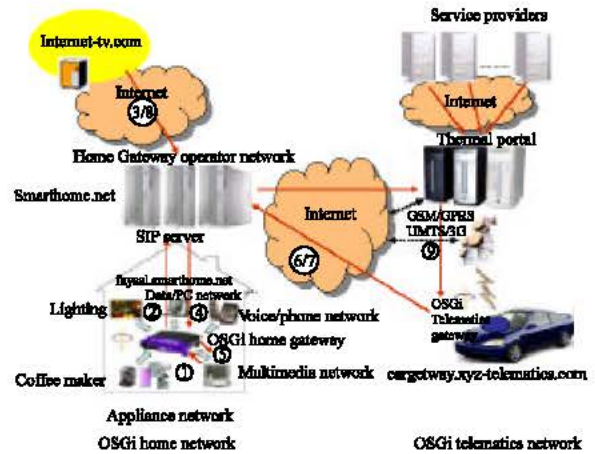 Service providers
Internet-tv.com
Internet
3/8
Internet
Thermal portal
Home Gateway operator network
Smarthome.net
Internet
GSM/GPRS
UMTS/3G
9
SIP server
6/7
faysal.smarthome.net
Data/PC network
Lighting
2
4
Voice/phone network
OSGi
Telematics
gateway
OSGi home gateway
5
1
Coffee maker
Multimedia network
cargetway.xyz-telematics.com
Appliance network
OSGi home network
OSGi telematics network